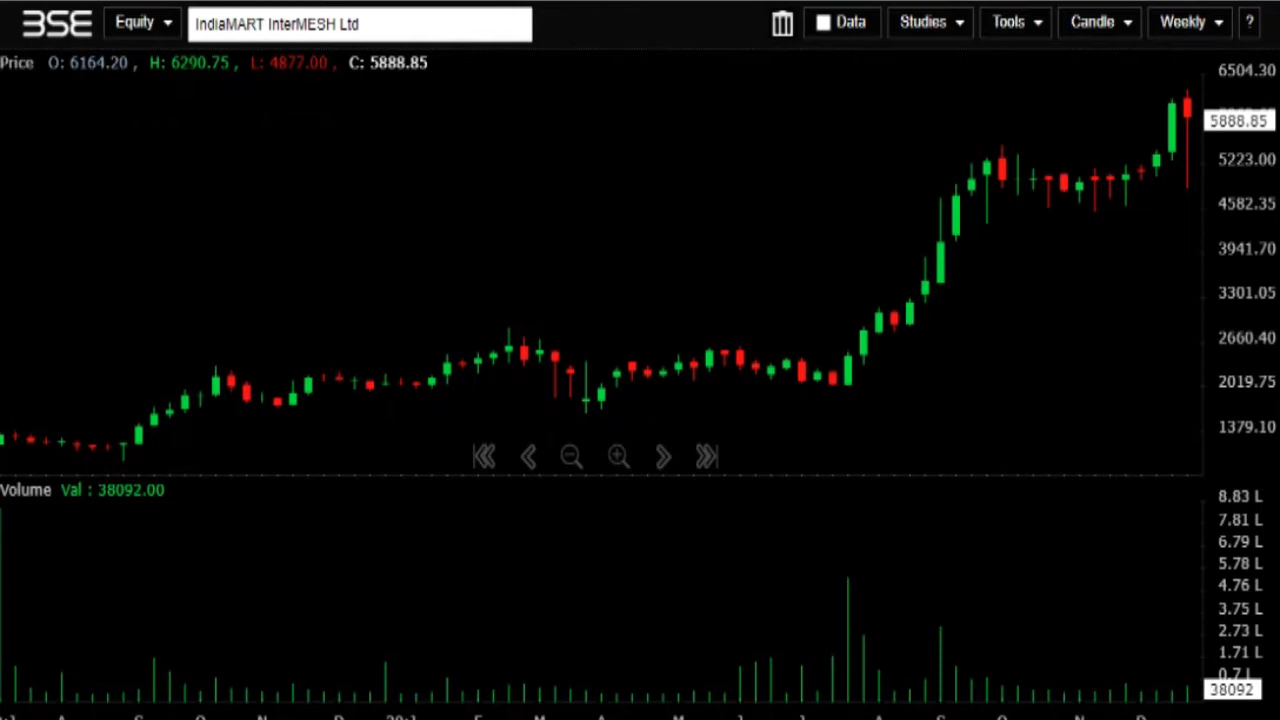 BSE Equity IndiaMART InterMESH Ltd Data Studies Tools Candle Weekly ?
Price O: 6164.20 , H: 6290.75 , L: 4877.00 , C: 5888.85
6504.30
5888.85
5223.00
4582.35
3941.70
3301.05
2660.40
2019.75
1379.10
Volume Val : 38092.00
8.83 L
7.81 L
6.79 L
5.78 L
4.76 L
3.75 L
2.73 L
1.71 L
0.7 L
38092